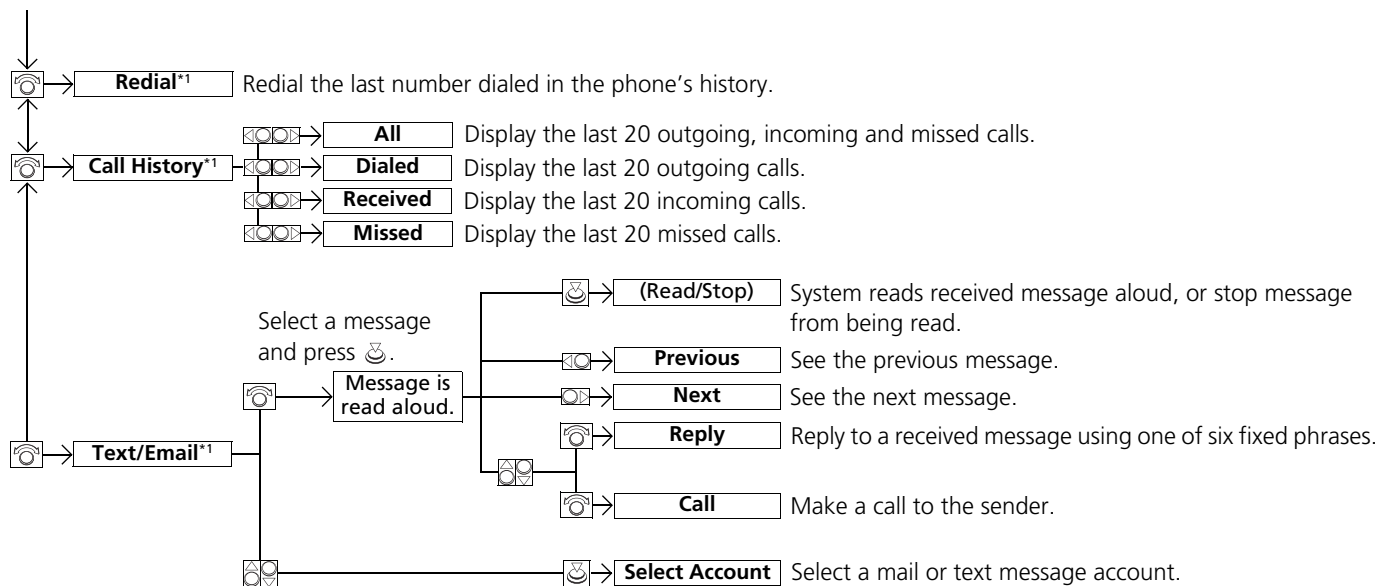 Redial*1 Redial the last number dialed in the phone’s history.
All Display the last 20 outgoing, incoming and missed calls.
Call History*1 Dialed Display the last 20 outgoing calls.
Received Display the last 20 incoming calls.
Missed Display the last 20 missed calls.
(Read/Stop) System reads received message aloud, or stop message
from being read.
Select a message
and press .
Previous See the previous message.
Message is
read aloud.
Next See the next message.
Reply Reply to a received message using one of six fixed phrases.
Text/Email*1
Call Make a call to the sender.
Select Account Select a mail or text message account.